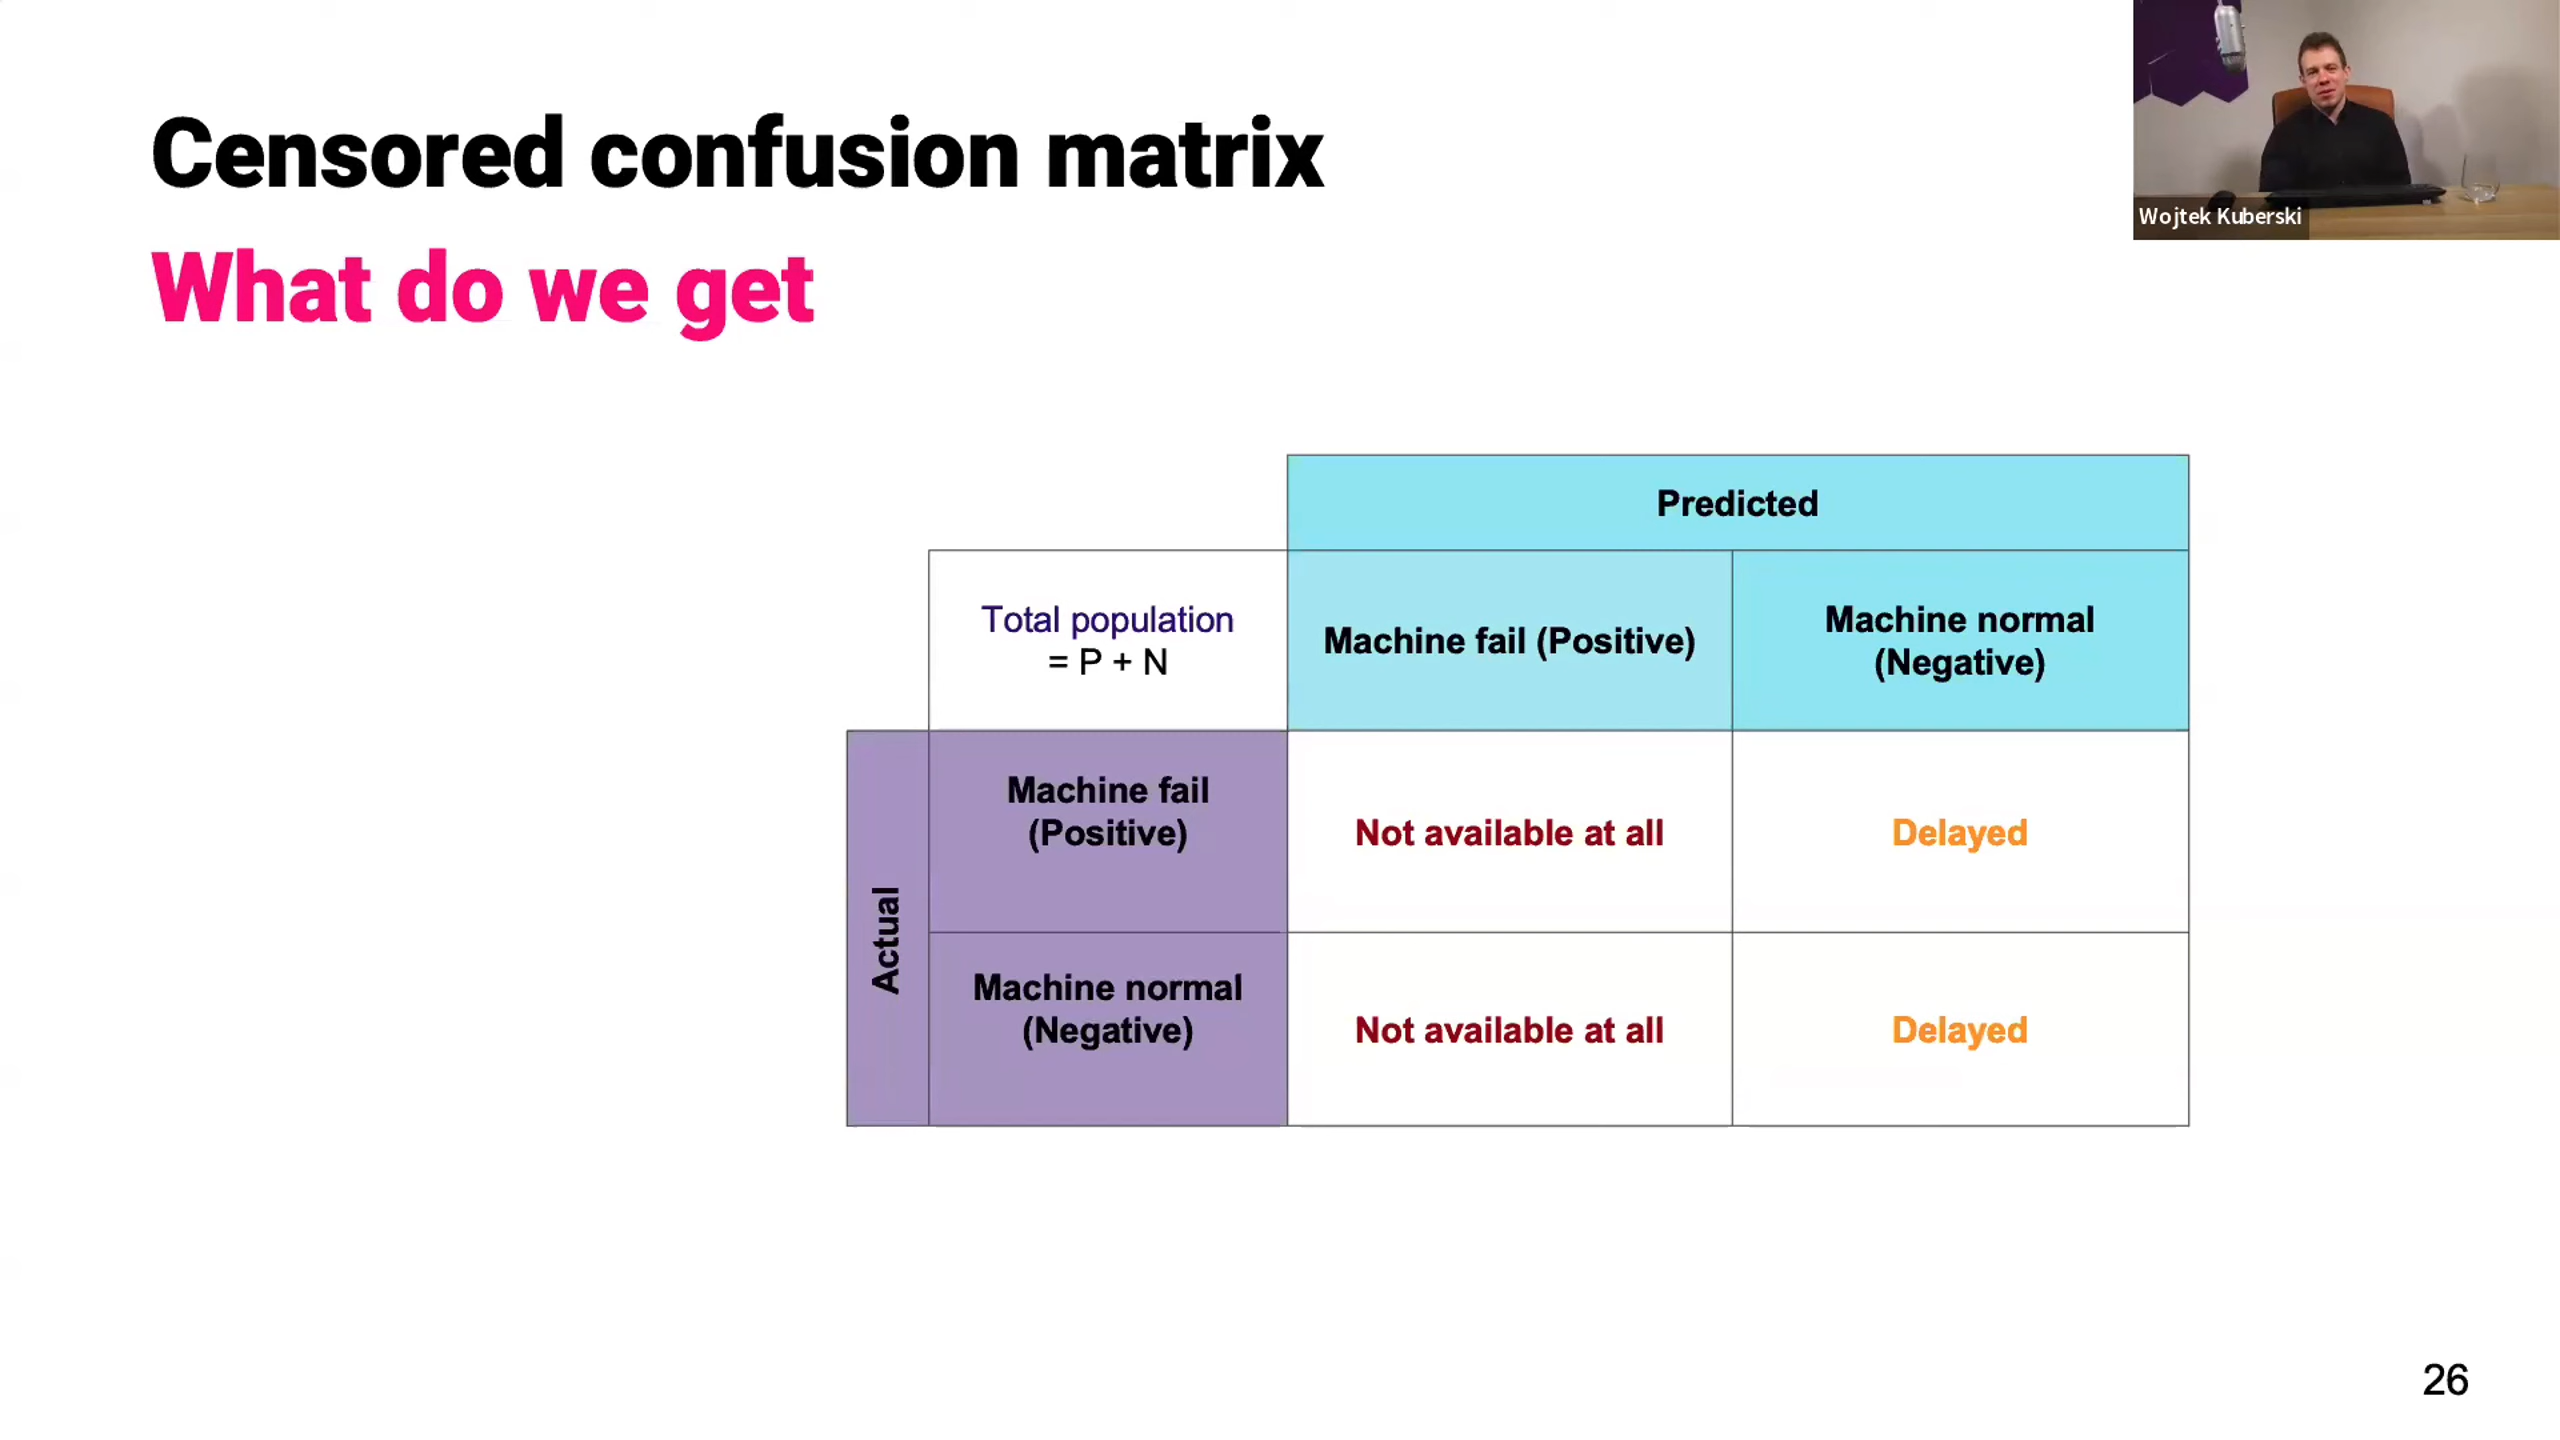 Censored confusion matrix
What do we get
Wojtek Kuberski
Predicted
Total population
= P + N
Machine fail (Positive)
Machine normal
(Negative)
Actual
Machine fail
(Positive)
Not available at all
Delayed
Machine normal
(Negative)
Not available at all
Delayed
26